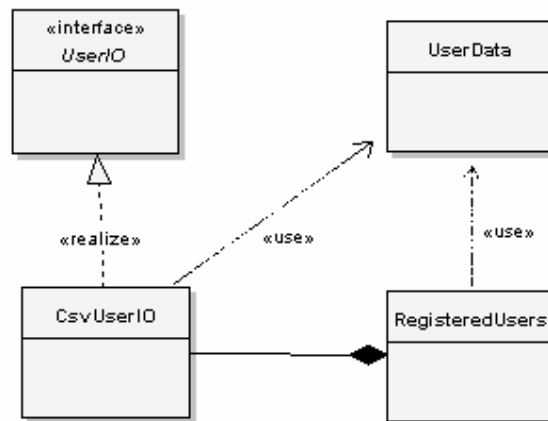 «interface»
UserIO
UserData
«realize»
«use»
«use»
CsvUserIO
RegisteredUsers